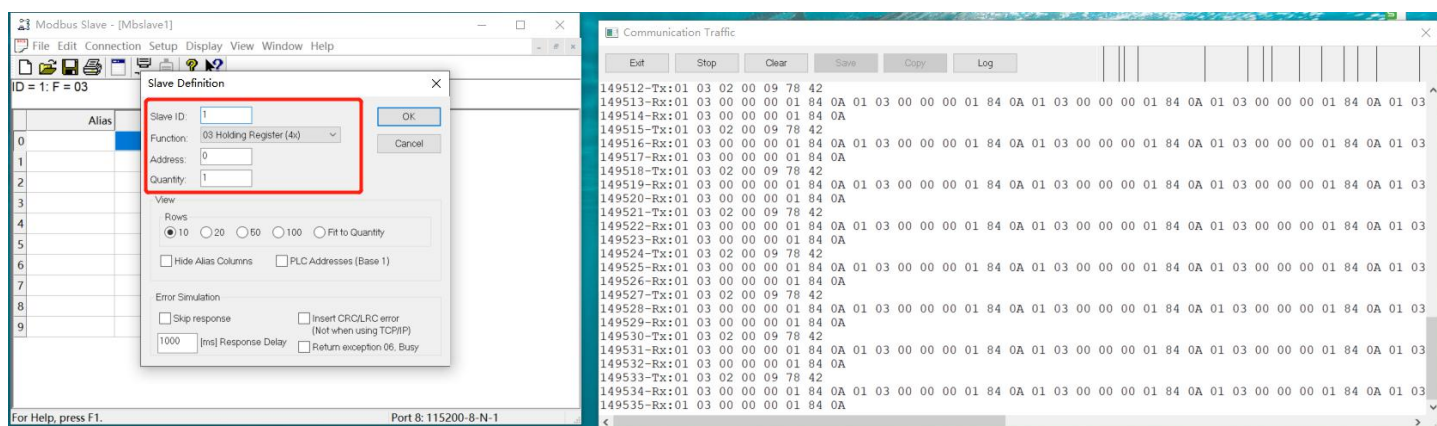 Modbus Slave - [Mbslave1]
File Edit Connection Setup Display View Window Help
ID = 1: F = 03
Alias
0
1
2
3
4
5
6
7
8
9
Slave Definition
Slave ID: 1
OK
Function: 03 Holding Register (4x)
Cancel
Address: 0
Quantity: 1
View
Rows
10 20 50 100 Fit to Quantity
Hide Alias Columns PLC Addresses (Base 1)
Error Simulation
Skip response Insert CRC/LRC error
(Not when using TCP/IP)
1000 [ms] Response Delay Return exception 06, Busy
For Help, press F1. Port 8: 115200-8-N-1
Communication Traffic
Exit Stop Clear Save Copy Log
149512-Tx:01 03 02 00 09 78 42
149513-Rx:01 03 00 00 00 01 84 0A 01 03 00 00 00 01 84 0A 01 03 00 00 00 01 84 0A 01 03 00 00 00 01 84 0A 01 03
149514-Rx:01 03 00 00 00 01 84 0A
149515-Tx:01 03 02 00 09 78 42
149516-Rx:01 03 00 00 00 01 84 0A 01 03 00 00 00 01 84 0A 01 03 00 00 00 01 84 0A 01 03 00 00 00 01 84 0A 01 03
149517-Rx:01 03 00 00 00 01 84 0A
149518-Tx:01 03 02 00 09 78 42
149519-Rx:01 03 00 00 00 01 84 0A 01 03 00 00 00 01 84 0A 01 03 00 00 00 01 84 0A 01 03 00 00 00 01 84 0A 01 03
149520-Rx:01 03 00 00 00 01 84 0A
149521-Tx:01 03 02 00 09 78 42
149522-Rx:01 03 00 00 00 01 84 0A 01 03 00 00 00 01 84 0A 01 03 00 00 00 01 84 0A 01 03 00 00 00 01 84 0A 01 03
149523-Rx:01 03 00 00 00 01 84 0A
149524-Tx:01 03 02 00 09 78 42
149525-Rx:01 03 00 00 00 01 84 0A 01 03 00 00 00 01 84 0A 01 03 00 00 00 01 84 0A 01 03 00 00 00 01 84 0A 01 03
149526-Rx:01 03 00 00 00 01 84 0A
149527-Tx:01 03 02 00 09 78 42
149528-Rx:01 03 00 00 00 01 84 0A 01 03 00 00 00 01 84 0A 01 03 00 00 00 01 84 0A 01 03 00 00 00 01 84 0A 01 03
149529-Rx:01 03 00 00 00 01 84 0A
149530-Tx:01 03 02 00 09 78 42
149531-Rx:01 03 00 00 00 01 84 0A 01 03 00 00 00 01 84 0A 01 03 00 00 00 01 84 0A 01 03 00 00 00 01 84 0A 01 03
149532-Rx:01 03 00 00 00 01 84 0A
149533-Tx:01 03 02 00 09 78 42
149534-Rx:01 03 00 00 00 01 84 0A 01 03 00 00 00 01 84 0A 01 03 00 00 00 01 84 0A 01 03 00 00 00 01 84 0A 01 03
149535-Rx:01 03 00 00 00 01 84 0A